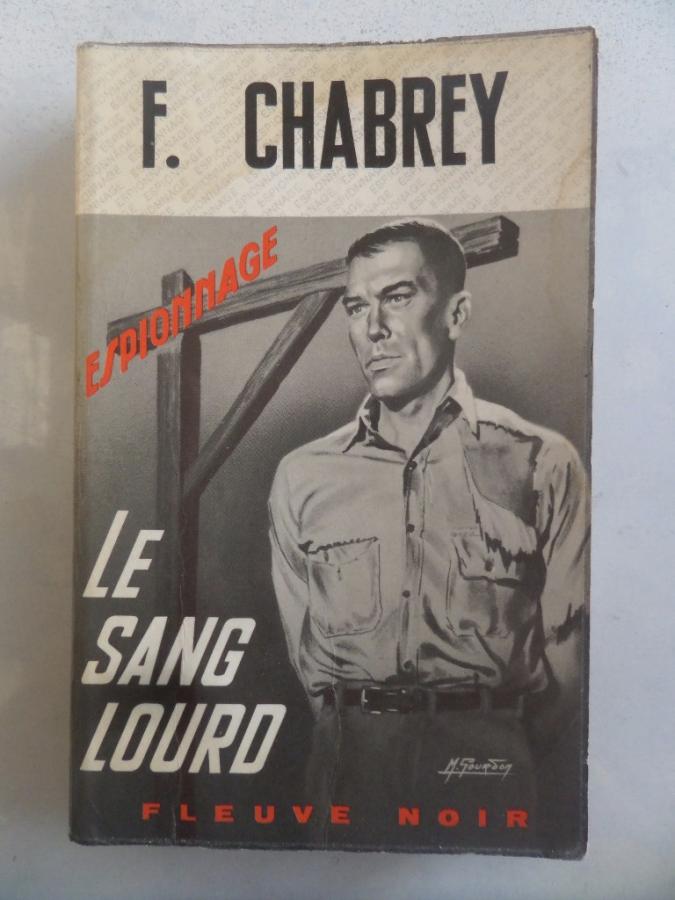 F. CHABREY
ESPIONNAGE
LE
SANG
LOURD
M. Gourdon
FLEUVE NOIR